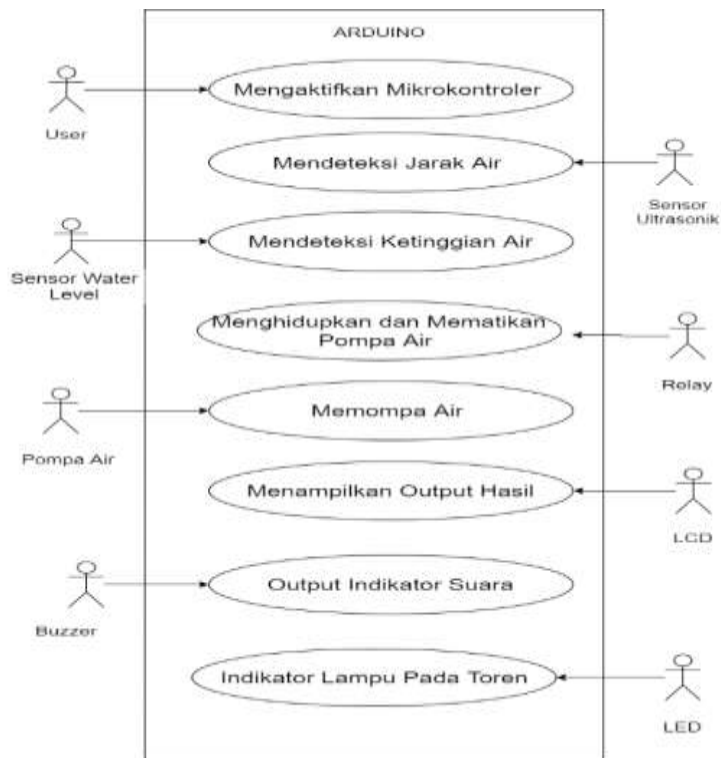 ARDUINO
Mengaktifkan Mikrokontroler
User
Mendeteksi Jarak Air
Sensor
Ultrasonik
Mendeteksi Ketinggian Air
Sensor Water
Level
Menghidupkan dan Mematikan
Pompa Air
Relay
Memompa Air
Pompa Air
Menampilkan Output Hasil
LCD
Output Indikator Suara
Buzzer
Indikator Lampu Pada Toren
LED